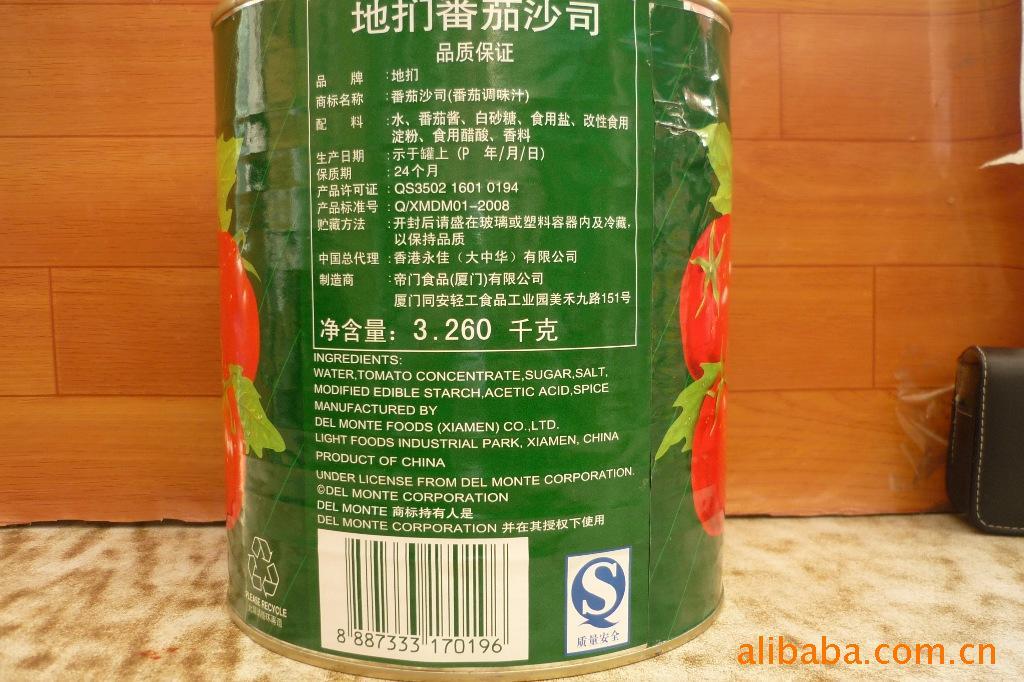 地扪番茄沙司
品质保证
品 牌 :地扪
商标名称 :番茄沙司(番茄调味汁)
配 料 :水、番茄酱、白砂糖、食用盐、改性食用
淀粉、食用醋酸、香料
生产日期 :示于罐上 (P 年/月/日)
保质期 :24个月
产品许可证 :QS3502 1601 0194
产品标准号 :Q/XMDM01-2008
贮藏方法 :开封后请盛在玻璃或塑料容器内及冷藏,
以保持品质
中国总代理 :香港永佳(大中华)有限公司
制造商 :帝门食品(厦门)有限公司
厦门同安轻工食品工业园美禾九路151号
净含量: 3.260 千克
INGREDIENTS:
WATER,TOMATO CONCENTRATE,SUGAR,SALT,
MODIFIED EDIBLE STARCH,ACETIC ACID,SPICE
MANUFACTURED BY
DEL MONTE FOODS (XIAMEN) CO.,LTD.
LIGHT FOODS INDUSTRIAL PARK, XIAMEN, CHINA
PRODUCT OF CHINA
UNDER LICENSE FROM DEL MONTE CORPORATION.
©DEL MONTE CORPORATION
DEL MONTE 商标持有人是
DEL MONTE CORPORATION 并在其授权下使用
PLEASE RECYCLE
8 887333 170196
S
质量安全
alibaba.com.cn